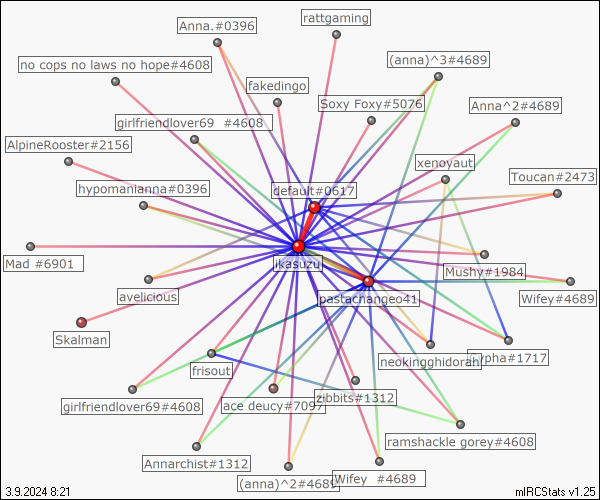 Anna.#0396
rattgaming
no cops no laws no hope#4608
(anna)^3#4689
fakedingo
Soxy Foxy#5076
Anna^2#4689
girlfriendlover69 #4608
AlpineRooster#2156
xenoyaut
Toucan#2473
hypomanianna#0396
default#0617
Mad #6901
ikasuzu
Mushy#1984
avelicious
pastachangeo41
Wifey#4689
Skalman
neokingghidorah
#1717
frisout
girlfriendlover69#4608
ace deucy#7097
zibbits#1312
ramshackle gorey#4608
Annarchist#1312
(anna)^2#4689
Wifey #4689
3.9.2024 8:21
mIRCStats v1.25